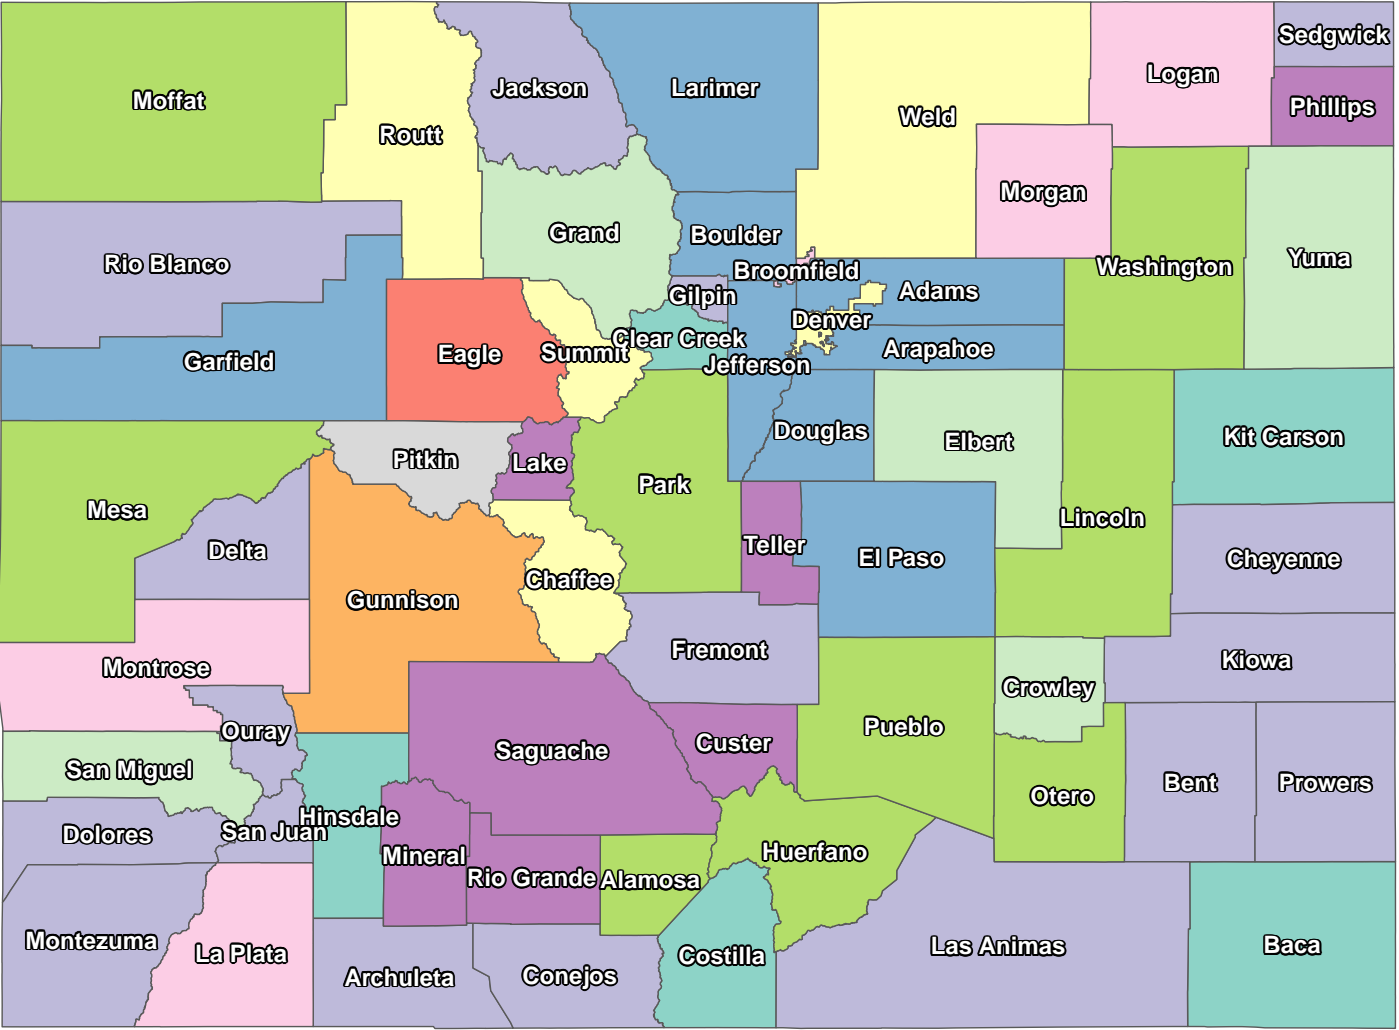 Sedgwick
Logan
Jackson
Larimer
Moffat
Phillips
Weld
Routt
Morgan
Grand
Boulder
Yuma
Rio Blanco
Washington
Broomfield
Adams
Gilpin
Denver
Clear Creek
Arapahoe
Eagle
Summit
Garfield
Jefferson
Douglas
Kit Carson
Elbert
Pitkin
Lake
Park
Mesa
Lincoln
Delta
Teller
El Paso
Cheyenne
Chaffee
Gunnison
Fremont
Kiowa
Montrose
Crowley
Pueblo
Ouray
Custer
Saguache
San Miguel
Bent
Prowers
Otero
Hinsdale
San Juan
Dolores
Huerfano
Mineral
Rio Grande
Alamosa
Montezuma
Las Animas
Baca
La Plata
Costilla
Conejos
Archuleta